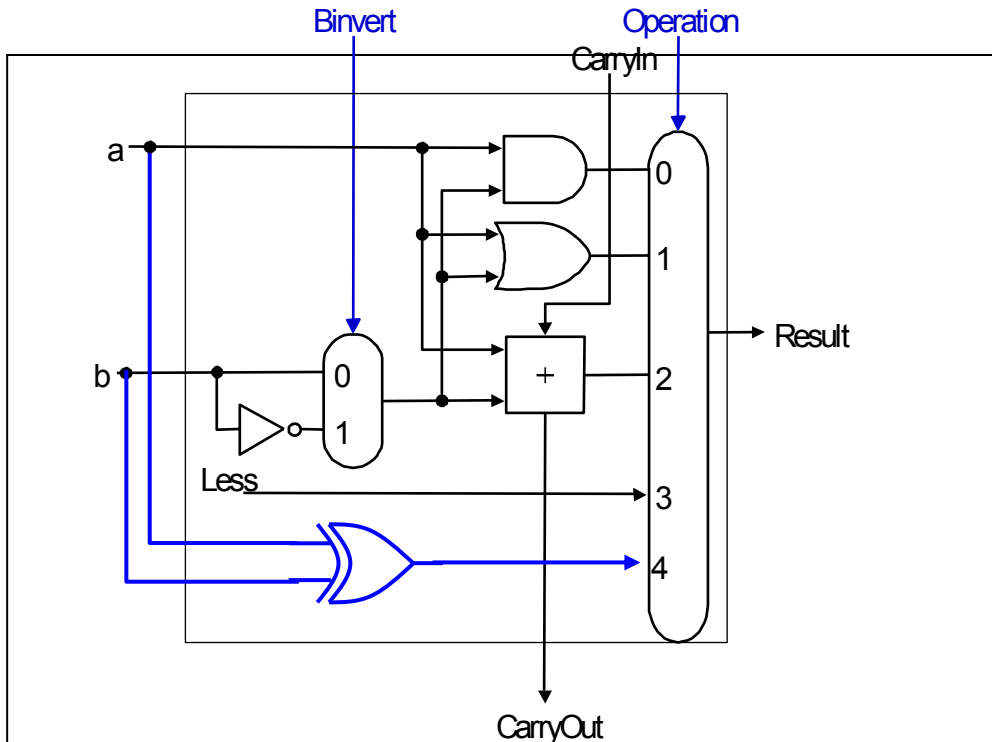 Binvert
Operation
CarryIn
a
0
1
b
0
+
2
1
Less
3
4
Result
CarryOut